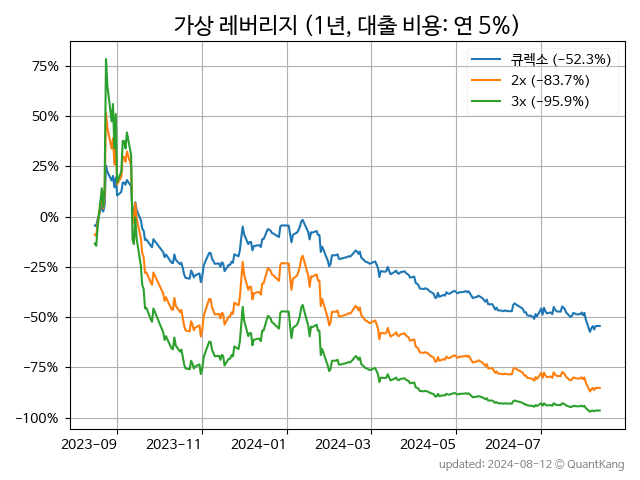 가상 레버리지 (1년, 대출 비용: 연 5%)
큐렉소 (−52.3%)
2x (−83.7%)
3x (−95.9%)
75%
50%
25%
0%
−25%
−50%
−75%
−100%
2023-09 2023-11 2024-01 2024-03 2024-05 2024-07
updated: 2024-08-12 © QuantKang